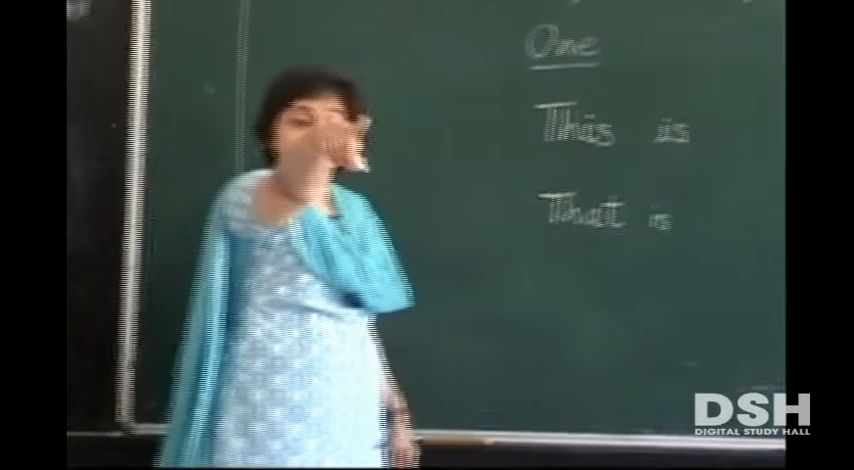 One
This is
That is
DSH
DIGITAL STUDY HALL